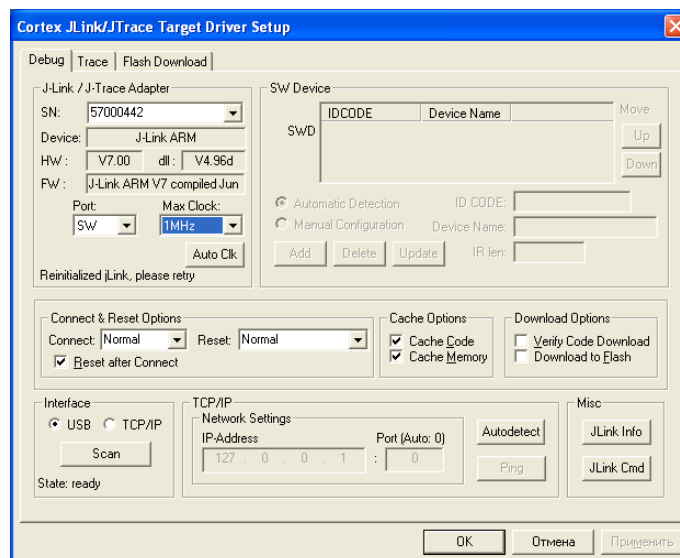 Cortex JLink/JTrace Target Driver Setup
Debug Trace Flash Download
J-Link / J-Trace Adapter
SN: 57000442
Device: J-Link ARM
HW : V7.00 dll : V4.96d
FW : J-Link ARM V7 compiled Jun
Port: Max Clock:
SW 1MHz
Auto Clk
Reinitialized jLink, please retry
SW Device
IDCODE Device Name Move
SWD
Up
Down
Automatic Detection ID CODE:
Manual Configuration Device Name:
Add Delete Update IR len:
Connect & Reset Options
Connect: Normal Reset: Normal
Reset after Connect
Cache Options
Cache Code
Cache Memory
Download Options
Verify Code Download
Download to Flash
Interface
USB TCP/IP
Scan
State: ready
TCP/IP
Network Settings
IP-Address Port (Auto: 0)
127 . 0 . 0 . 1 : 0
Autodetect
Ping
Misc
JLink Info
JLink Cmd
OK Отмена Применить